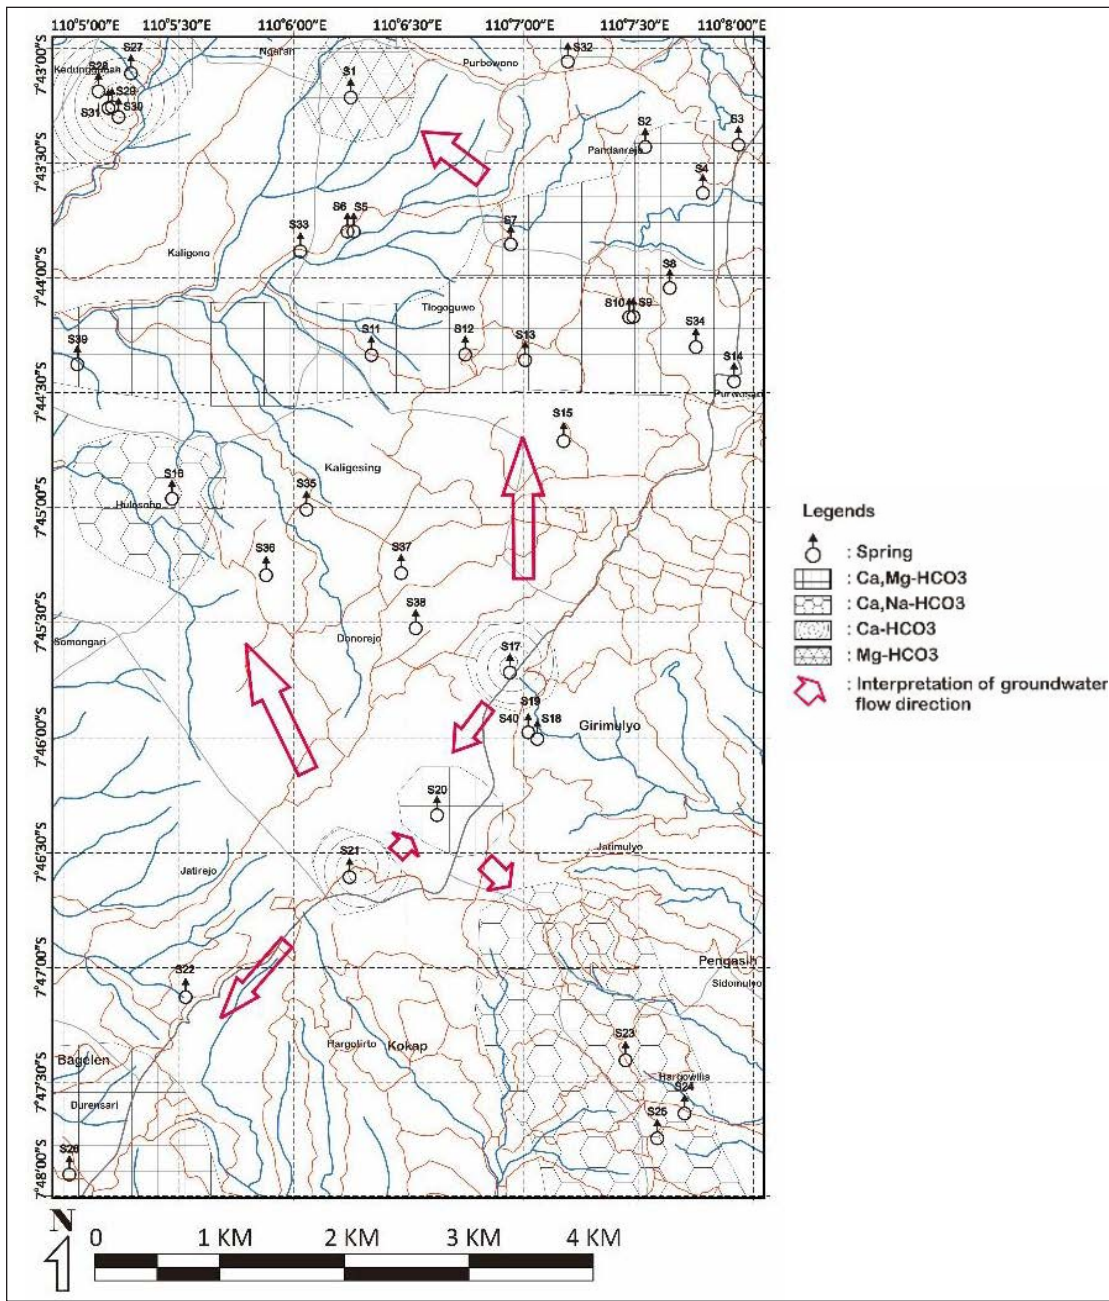 110°5'00"E 110°5'30"E 110°6'00"E 110°6'30"E 110°7'00"E 110°7'30"E 110°8'00"E
7°43'00"S
7°43'30"S
7°44'00"S
7°44'30"S
7°45'00"S
7°45'30"S
7°46'00"S
7°46'30"S
7°47'00"S
7°47'30"S
7°48'00"S
S27
Ngaran
S32
S28
Purbowono
S1
S29
S30
S31
S2
S3
Pandanrejo
S4
S6 S5
S7
S33
Kaligono
S8
S10 S9
Tlogoguwo
S11
S12
S13
S34
S39
S14
S15
Kaligesing
S16
S35
S36
S37
S38
Somongari
Donorejo
S17
S19
S40 S18
Girimulyo
S20
S21
Jatimulyo
Jatirejo
S22
Pengasih
Sidomulyo
Hargotirto
Kokap
S23
Bagelen
S24
Durensari
S25
S26
Legends
: Spring
: Ca,Mg-HCO3
: Ca,Na-HCO3
: Ca-HCO3
: Mg-HCO3
: Interpretation of groundwater
flow direction
N
0 1 KM 2 KM 3 KM 4 KM